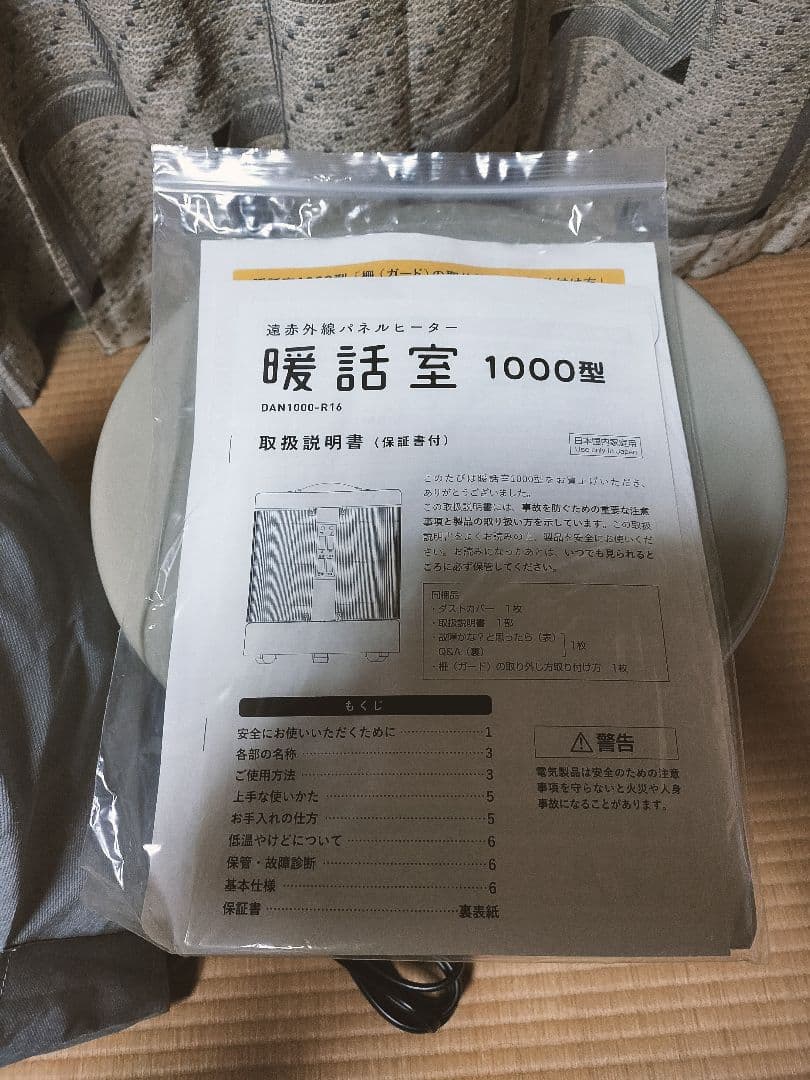 1000型「柵（ガード）の取り
遠赤外線パネルヒーター
暖話室 1000型
DAN1000-R16
取扱説明書（保証書付）
日本国内家庭用
Use only in Japan
このたびは暖話室1000型をお買上げいただき、
ありがとうございました。
この取扱説明書には、事故を防ぐための重要な注意
事項と製品の取り扱い方を示しています。この取扱
説明書をよくお読みの上、製品を安全にお使いくだ
さい。お読みになったあとは、いつでも見られると
ころに必ず保管してください。
同梱品
・ダストカバー 1枚
・取扱説明書 1部
・故障かな？と思ったら（表）
Q&A（裏）
1枚
・柵（ガード）の取り外し方取り付け方 1枚
もくじ
安全にお使いいただくために 1
各部の名称 3
ご使用方法 3
上手な使いかた 5
お手入れの仕方 5
低温やけどについて 6
保管・故障診断 6
基本仕様 6
保証書 裏表紙
警告
電気製品は安全のための注意
事項を守らないと火災や人身
事故になることがあります。